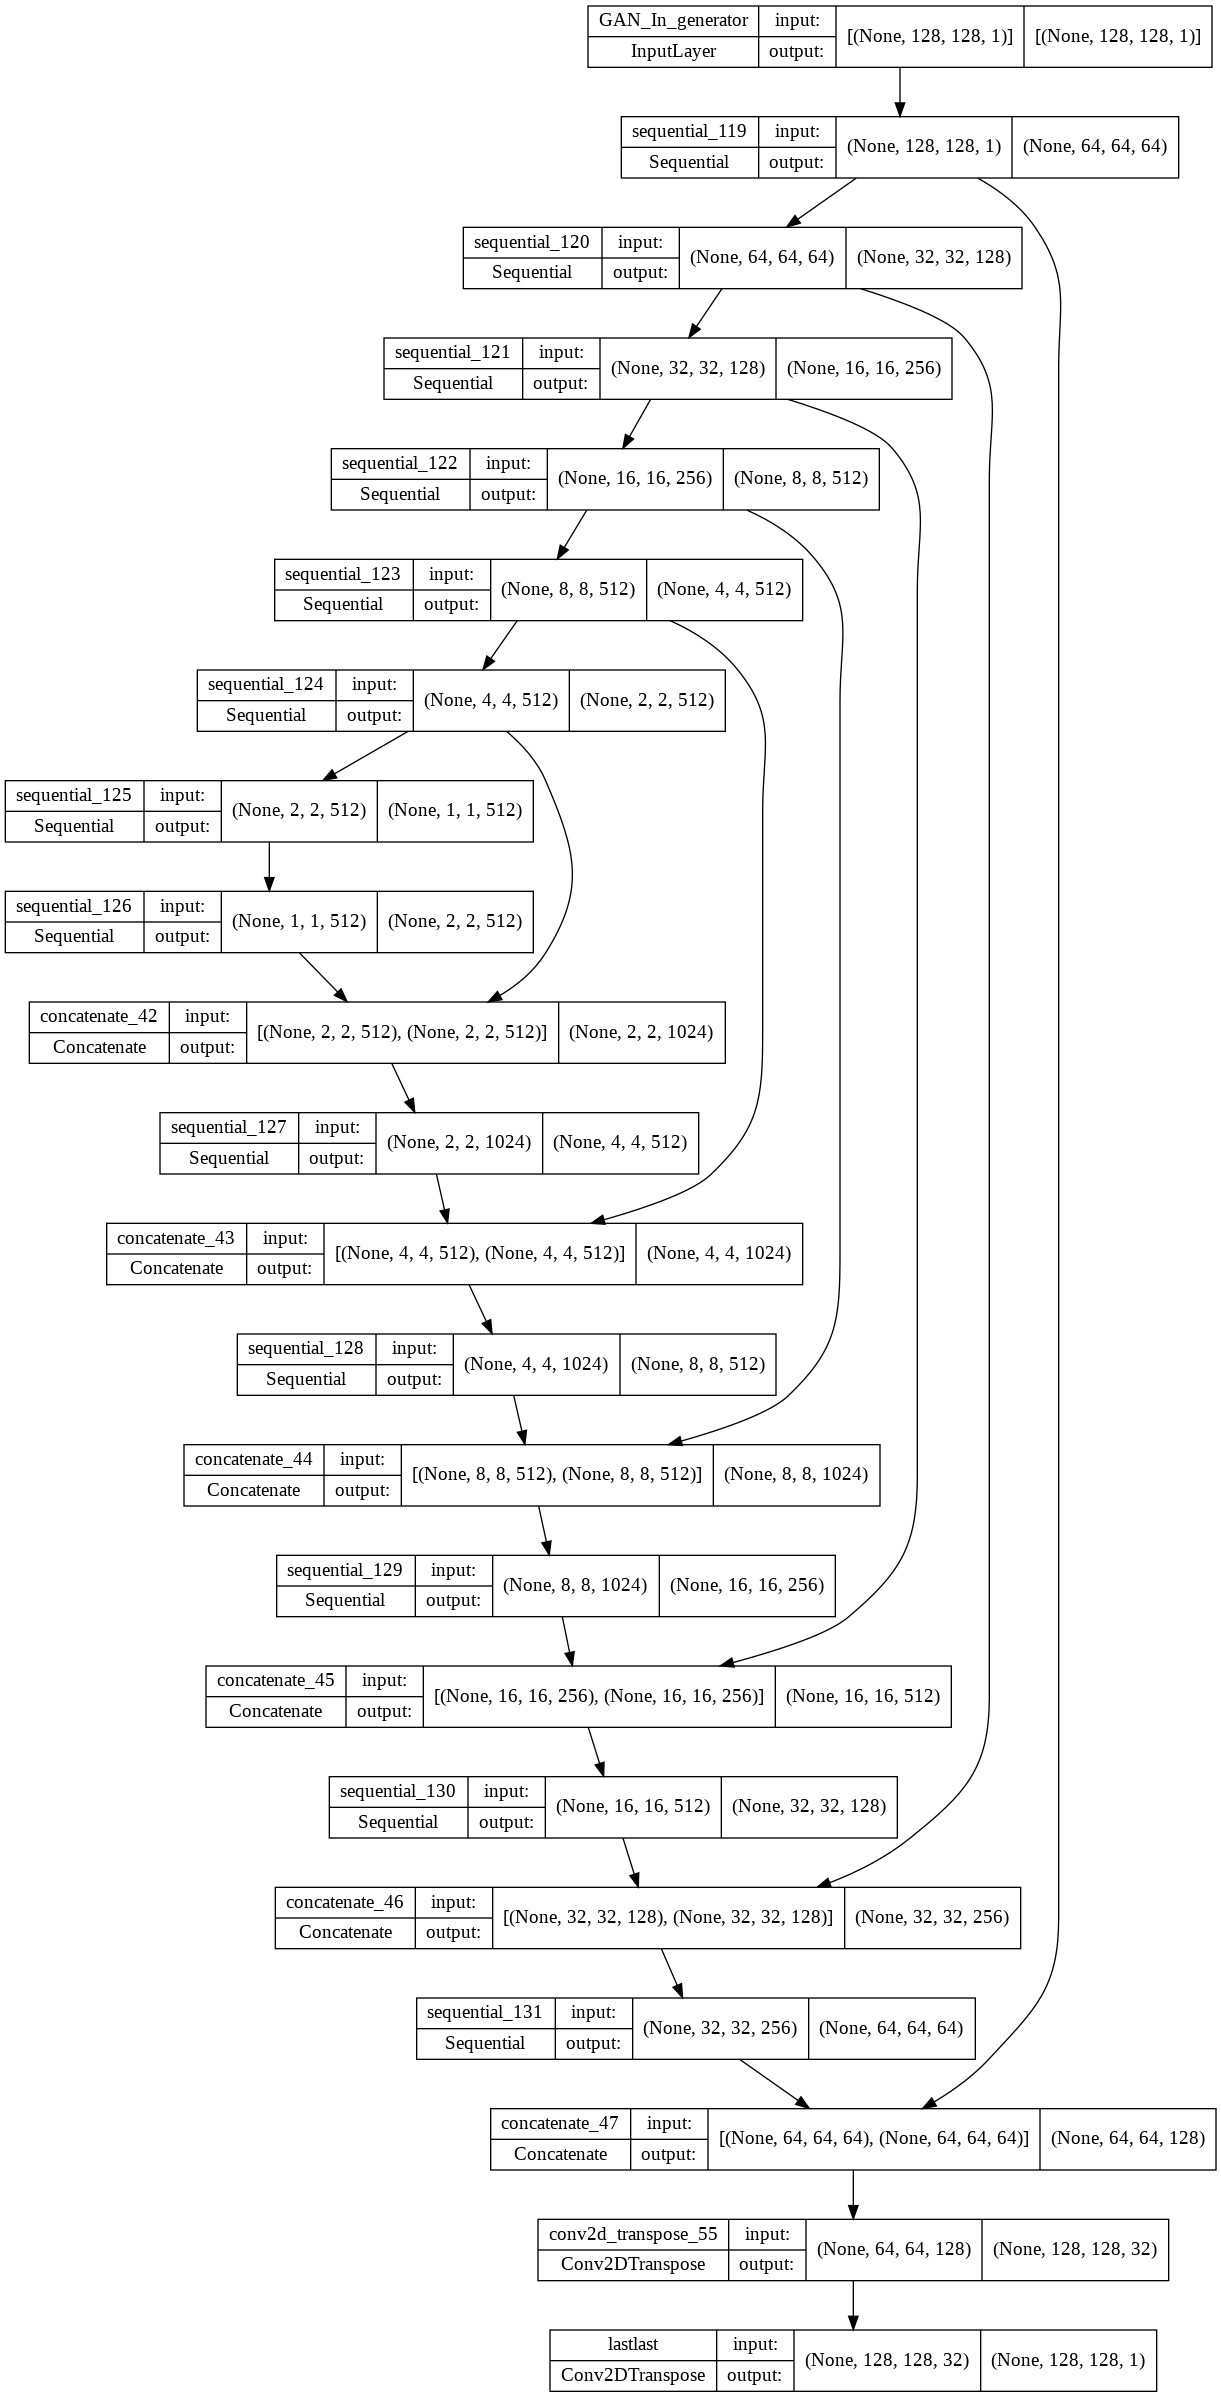 GAN_In_generator input: [(None, 128, 128, 1)] [(None, 128, 128, 1)]
InputLayer output:
sequential_119 input: (None, 128, 128, 1) (None, 64, 64, 64)
Sequential output:
sequential_120 input: (None, 64, 64, 64) (None, 32, 32, 128)
Sequential output:
sequential_121 input: (None, 32, 32, 128) (None, 16, 16, 256)
Sequential output:
sequential_122 input: (None, 16, 16, 256) (None, 8, 8, 512)
Sequential output:
sequential_123 input: (None, 8, 8, 512) (None, 4, 4, 512)
Sequential output:
sequential_124 input: (None, 4, 4, 512) (None, 2, 2, 512)
Sequential output:
sequential_125 input: (None, 2, 2, 512) (None, 1, 1, 512)
Sequential output:
sequential_126 input: (None, 1, 1, 512) (None, 2, 2, 512)
Sequential output:
concatenate_42 input: [(None, 2, 2, 512), (None, 2, 2, 512)] (None, 2, 2, 1024)
Concatenate output:
sequential_127 input: (None, 2, 2, 1024) (None, 4, 4, 512)
Sequential output:
concatenate_43 input: [(None, 4, 4, 512), (None, 4, 4, 512)] (None, 4, 4, 1024)
Concatenate output:
sequential_128 input: (None, 4, 4, 1024) (None, 8, 8, 512)
Sequential output:
concatenate_44 input: [(None, 8, 8, 512), (None, 8, 8, 512)] (None, 8, 8, 1024)
Concatenate output:
sequential_129 input: (None, 8, 8, 1024) (None, 16, 16, 256)
Sequential output:
concatenate_45 input: [(None, 16, 16, 256), (None, 16, 16, 256)] (None, 16, 16, 512)
Concatenate output:
sequential_130 input: (None, 16, 16, 512) (None, 32, 32, 128)
Sequential output:
concatenate_46 input: [(None, 32, 32, 128), (None, 32, 32, 128)] (None, 32, 32, 256)
Concatenate output:
sequential_131 input: (None, 32, 32, 256) (None, 64, 64, 64)
Sequential output:
concatenate_47 input: [(None, 64, 64, 64), (None, 64, 64, 64)] (None, 64, 64, 128)
Concatenate output:
conv2d_transpose_55 input: (None, 64, 64, 128) (None, 128, 128, 32)
Conv2DTranspose output:
lastlast input: (None, 128, 128, 32) (None, 128, 128, 1)
Conv2DTranspose output: